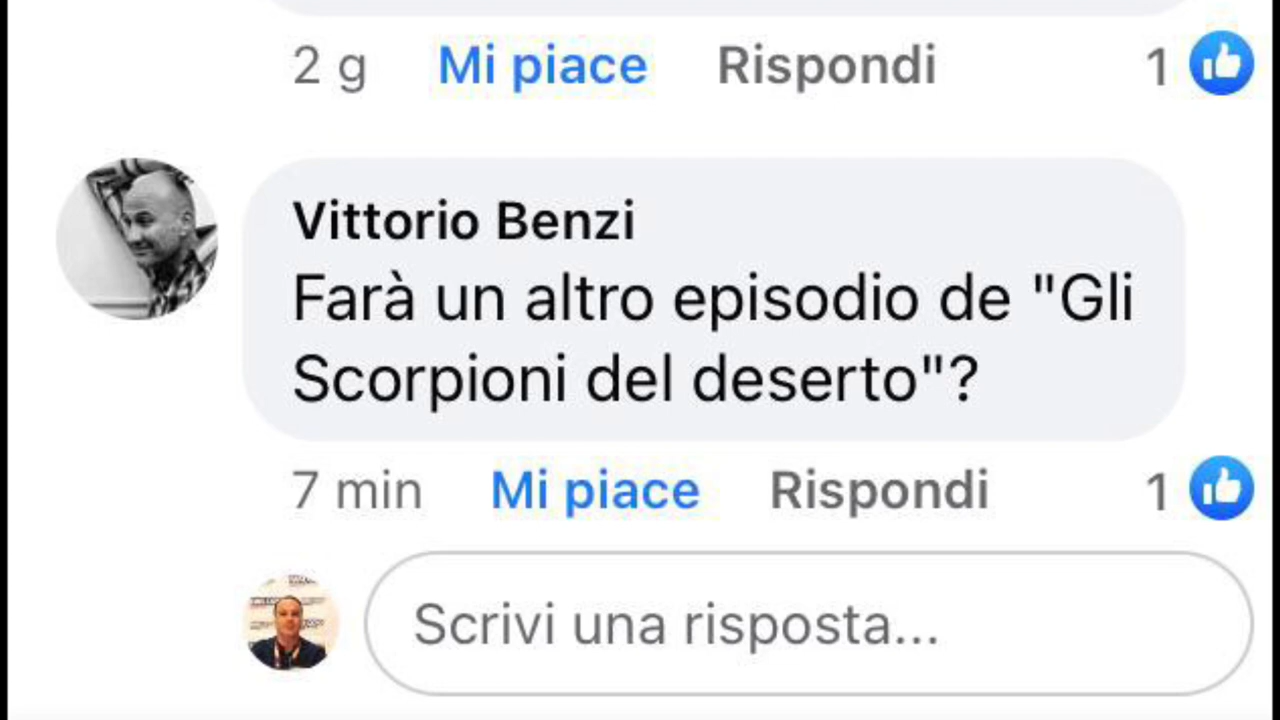 2 g Mi piace Rispondi 1
Vittorio Benzi
Farà un altro episodio de "Gli
Scorpioni del deserto"?
7 min Mi piace Rispondi 1
Scrivi una risposta...